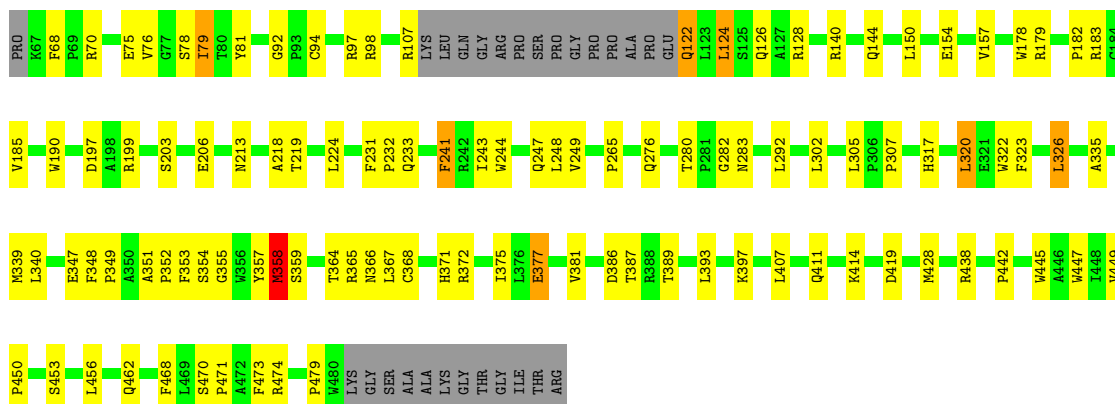 PRO K67 F68 P69 R70 E75 V76 G77 S78 I79 T80 Y81 G92 P93 C94 R97 R98 R107 LYS LEU GLN GLY ARG PRO SER PRO GLY PRO PRO ALA PRO GLU Q122 L123 L124 S125 Q126 A127 R128 R140 Q144 L150 E154 V157 W178 R179 P182 R183 G184
V185 W190 D197 A198 R199 S203 E206 N213 A218 T219 L224 F231 P232 Q233 F241 R242 I243 W244 Q247 L248 V249 P265 Q276 T280 P281 G282 N283 L292 L302 L305 P306 P307 H317 L320 E321 W322 F323 L326 A335
M339 L340 E347 F348 P349 A350 A351 P352 F353 S354 G355 W356 Y357 M358 S359 T364 R365 N366 L367 C368 H371 R372 I375 L376 E377 V381 D386 T387 R388 T389 L393 K397 L407 Q411 K414 D419 M428 R438 P442 W445 A446 W447 I448 V449
P450 S453 L456 Q462 F468 L469 S470 P471 A472 F473 R474 P479 W480 LYS GLY SER ALA ALA LYS GLY THR GLY ILE THR ARG